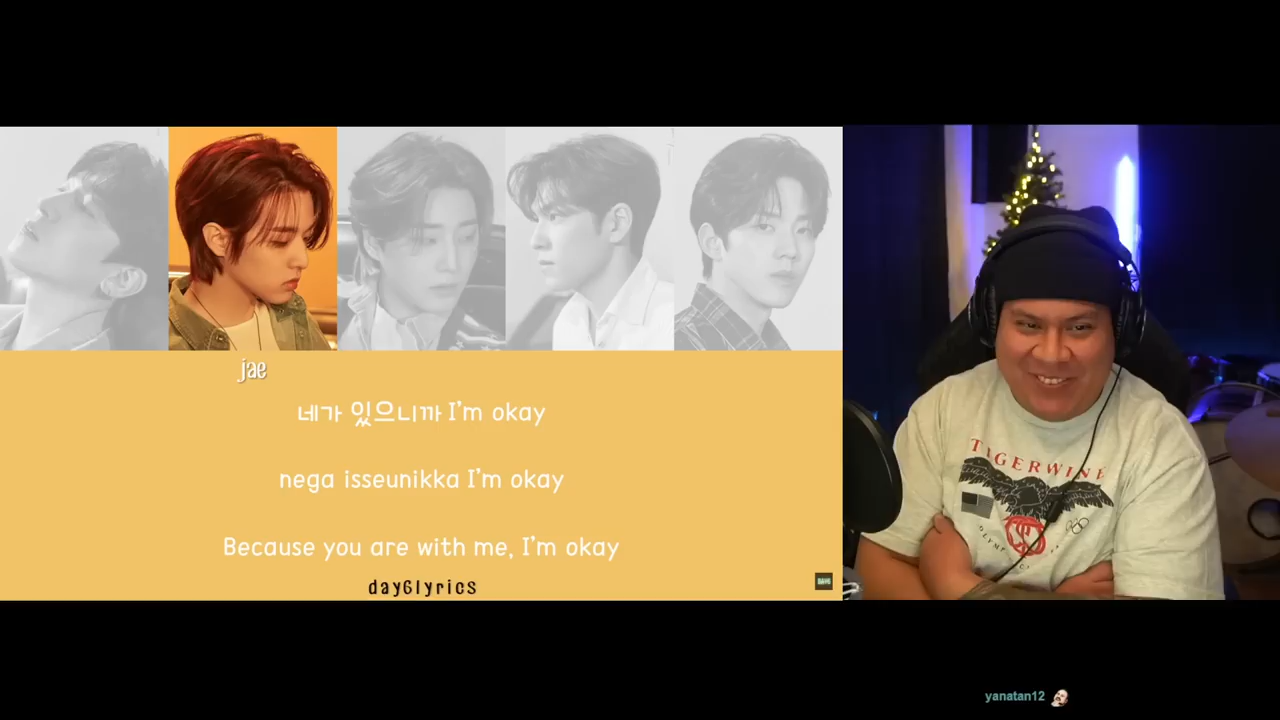 jae
네가 있으니까 I'm okay
nega isseunikka I'm okay
Because you are with me, I'm okay
day6lyrics
DAY6
TIGERWINE
yanatan12